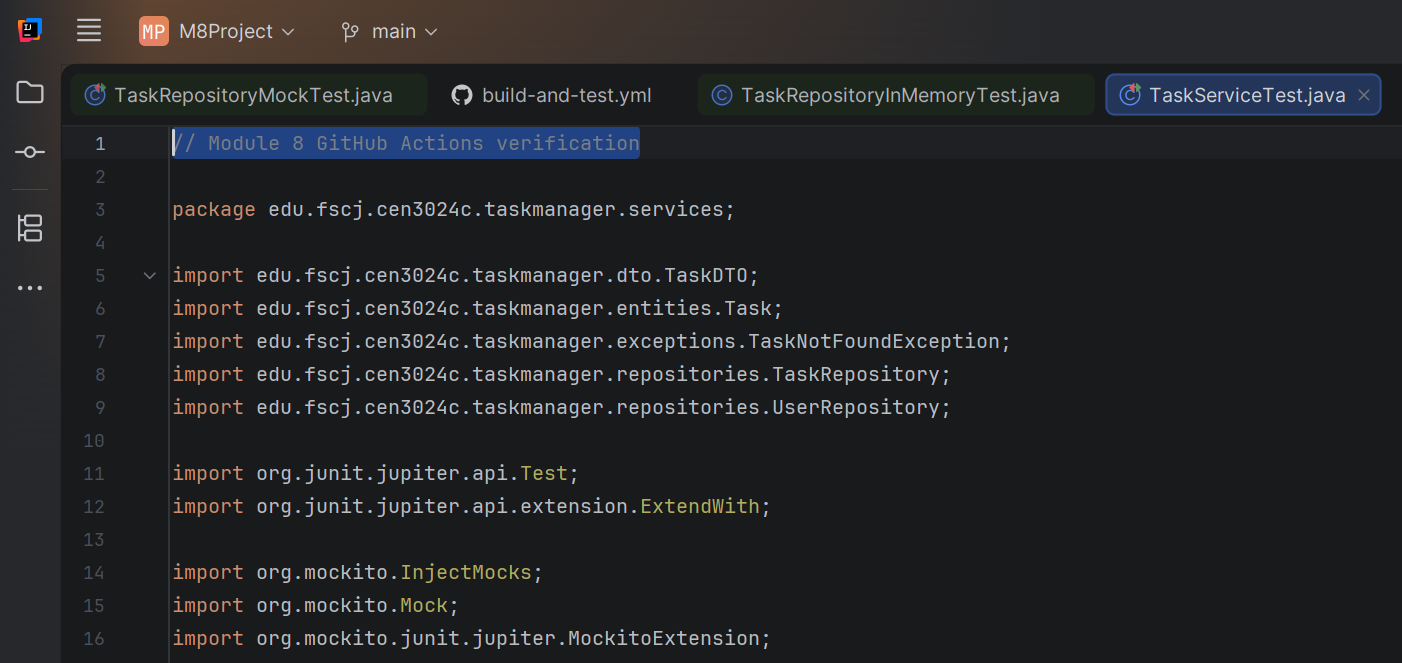 IJ MP M8Project main
TaskRepositoryMockTest.java build-and-test.yml TaskRepositoryInMemoryTest.java TaskServiceTest.java
1 // Module 8 GitHub Actions verification
2
3 package edu.fscj.cen3024c.taskmanager.services;
4
5 import edu.fscj.cen3024c.taskmanager.dto.TaskDTO;
6 import edu.fscj.cen3024c.taskmanager.entities.Task;
7 import edu.fscj.cen3024c.taskmanager.exceptions.TaskNotFoundException;
8 import edu.fscj.cen3024c.taskmanager.repositories.TaskRepository;
9 import edu.fscj.cen3024c.taskmanager.repositories.UserRepository;
10
11 import org.junit.jupiter.api.Test;
12 import org.junit.jupiter.api.extension.ExtendWith;
13
14 import org.mockito.InjectMocks;
15 import org.mockito.Mock;
16 import org.mockito.junit.jupiter.MockitoExtension;